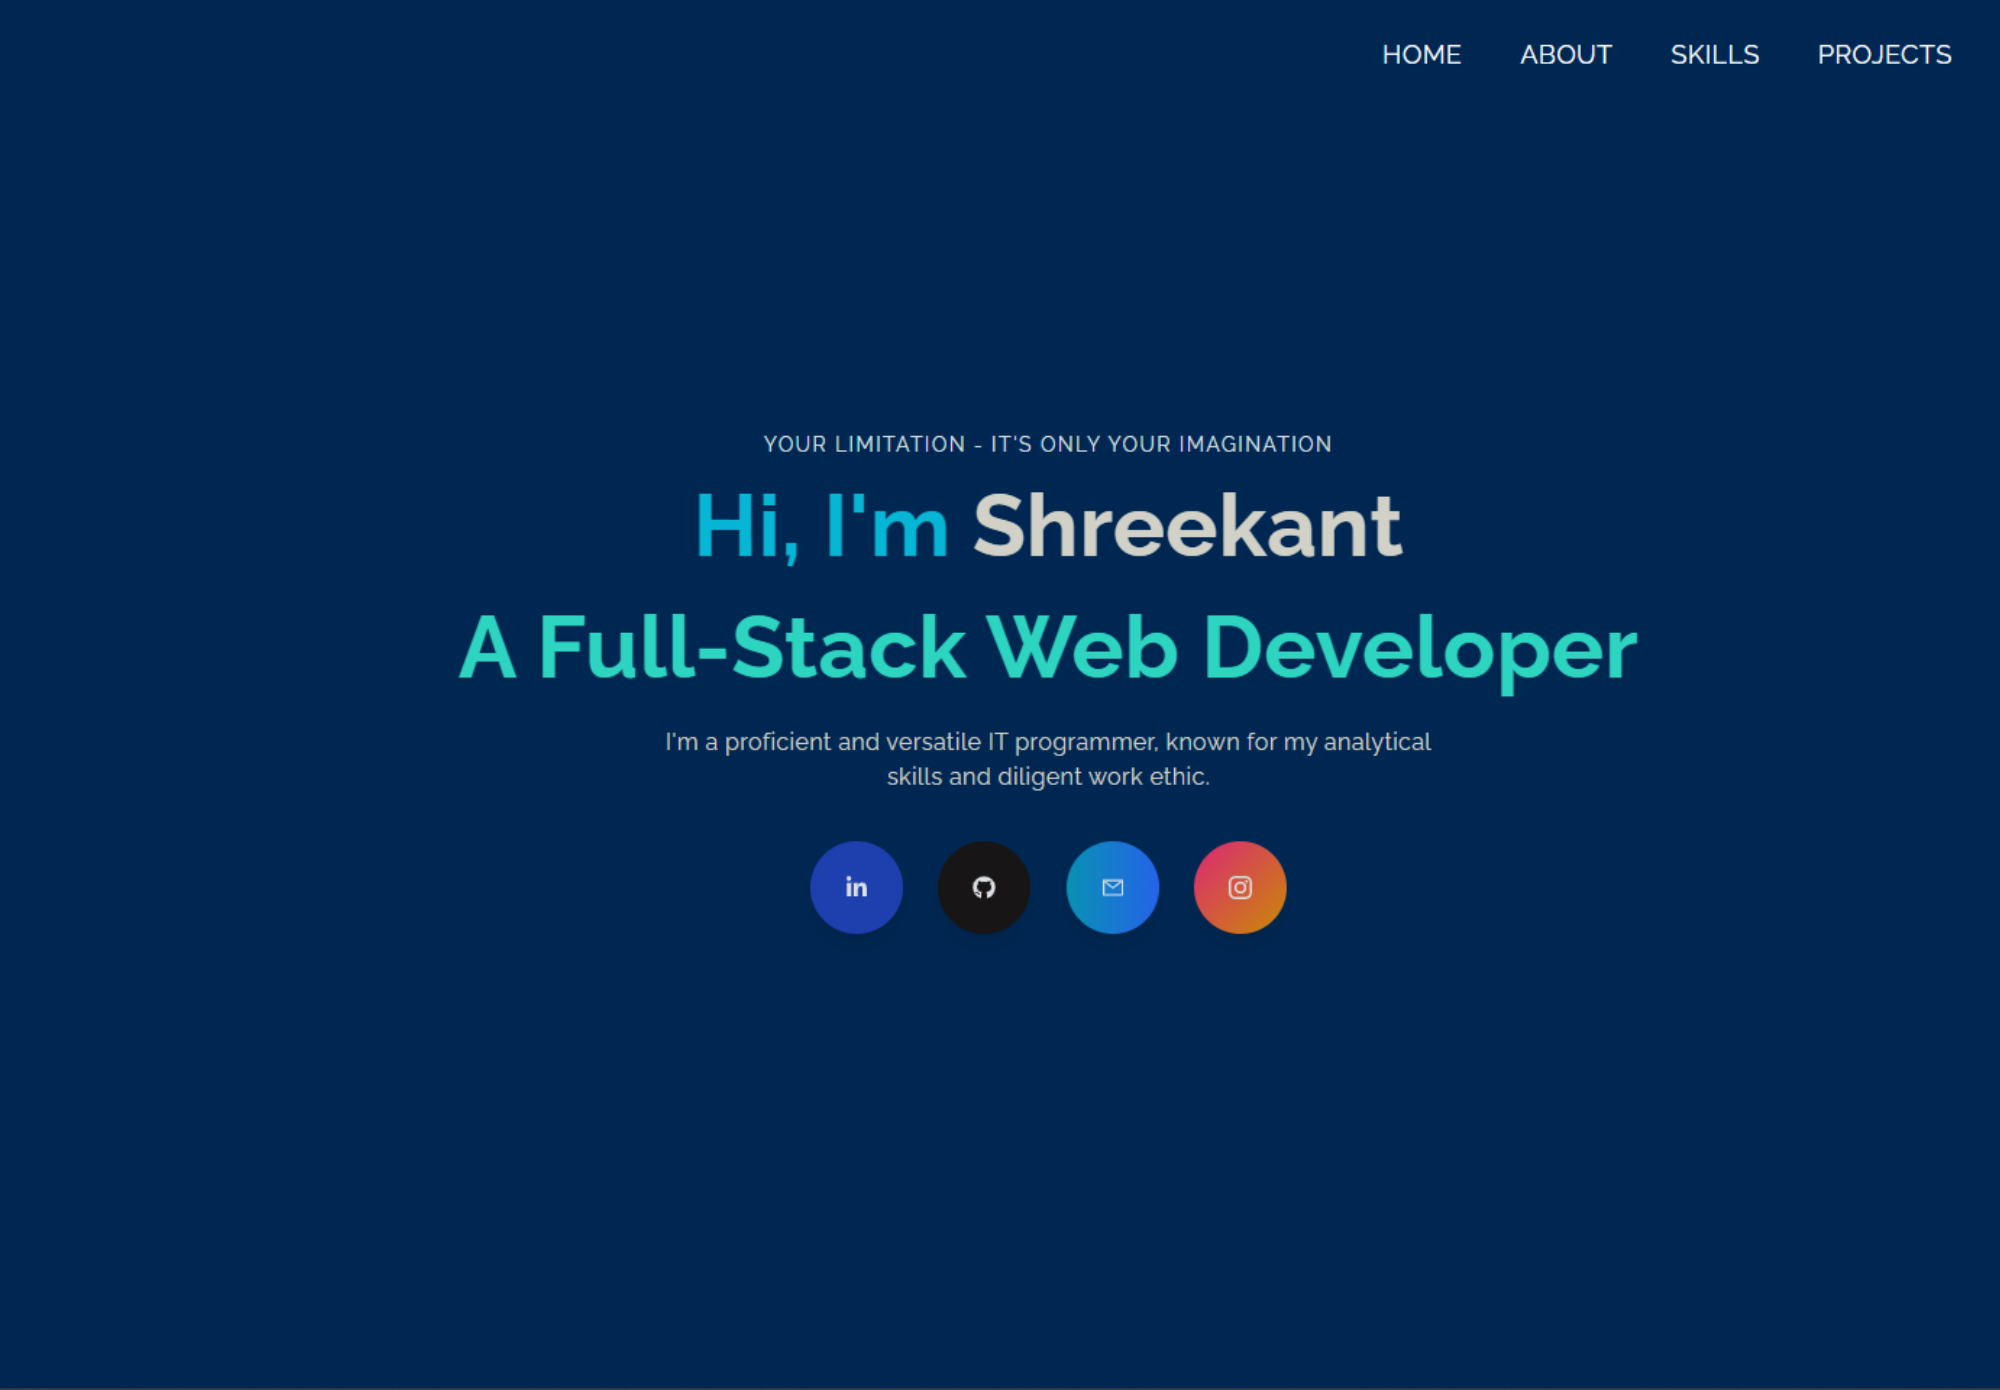 HOME ABOUT SKILLS PROJECTS
YOUR LIMITATION - IT'S ONLY YOUR IMAGINATION
Hi, I'm Shreekant
A Full-Stack Web Developer
I'm a proficient and versatile IT programmer, known for my analytical
skills and diligent work ethic.
in